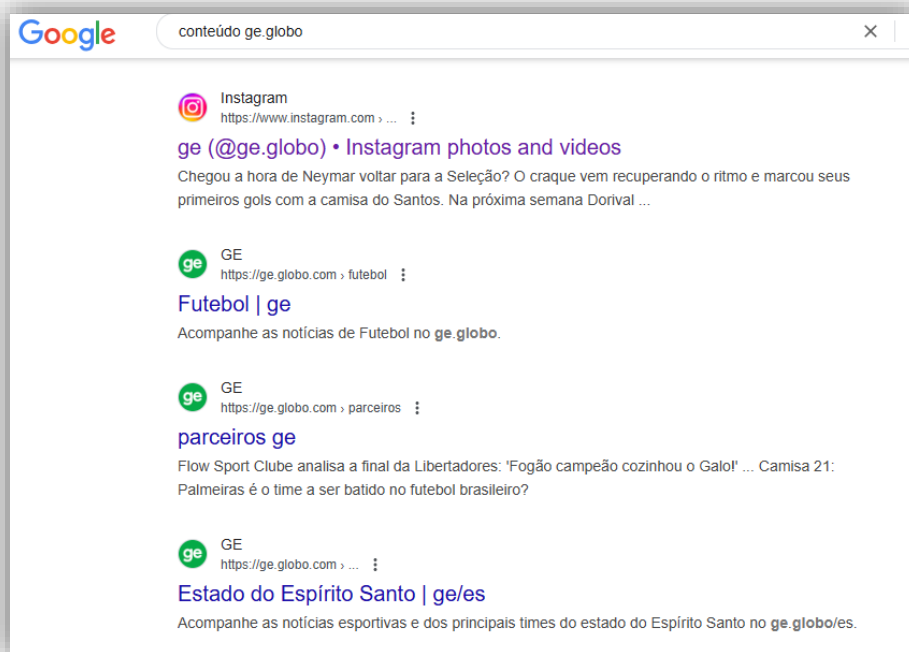 Google
conteúdo ge.globo
Instagram
https://www.instagram.com › ...
ge (@ge.globo) • Instagram photos and videos
Chegou a hora de Neymar voltar para a Seleção? O craque vem recuperando o ritmo e marcou seus
primeiros gols com a camisa do Santos. Na próxima semana Dorival ...
ge
GE
https://ge.globo.com › futebol
Futebol | ge
Acompanhe as notícias de Futebol no ge.globo.
ge
GE
https://ge.globo.com › parceiros
parceiros ge
Flow Sport Clube analisa a final da Libertadores: 'Fogão campeão cozinhou o Galo!' ... Camisa 21:
Palmeiras é o time a ser batido no futebol brasileiro?
ge
GE
https://ge.globo.com › ...
Estado do Espírito Santo | ge/es
Acompanhe as notícias esportivas e dos principais times do estado do Espírito Santo no ge.globo/es.